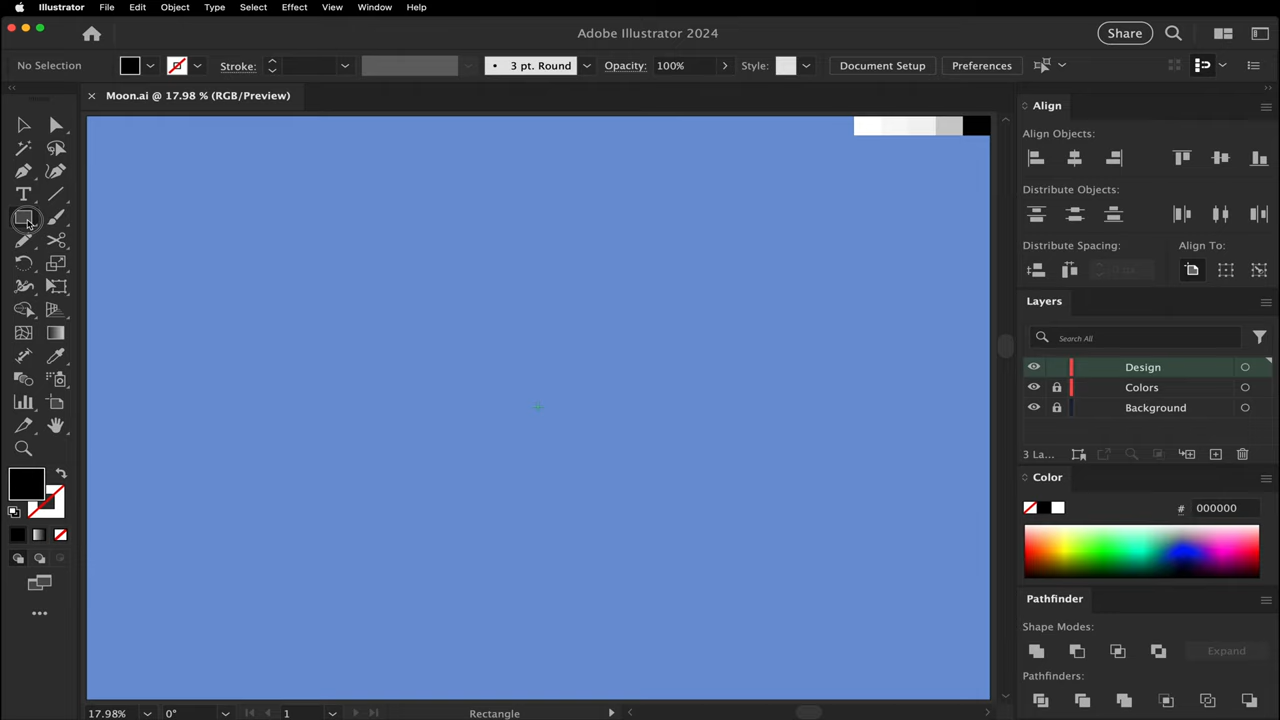 Illustrator File Edit Object Type Select Effect View Window Help
Adobe Illustrator 2024
Share
No Selection
Stroke:
3 pt. Round
Opacity: 100%
Style:
Document Setup
Preferences
Moon.ai @ 17.98 % (RGB/Preview)
Align
Align Objects:
Distribute Objects:
Distribute Spacing:
Align To:
0 px
Layers
Search All
Design
Colors
Background
3 La...
Color
# 000000
Pathfinder
Shape Modes:
Expand
Pathfinders:
17.98%
0°
1
Rectangle